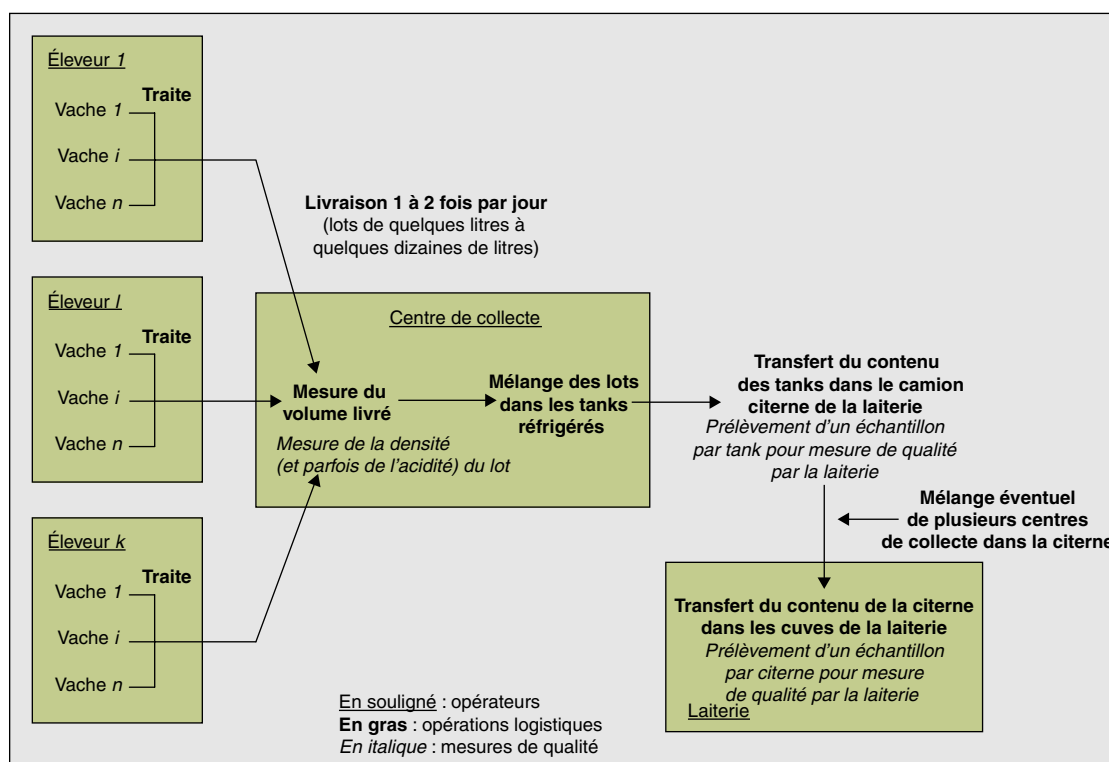 Éleveur 1
Traite
Vache 1
Vache i
Vache n
Livraison 1 à 2 fois par jour
(lots de quelques litres à
quelques dizaines de litres)
Éleveur l
Traite
Vache 1
Vache i
Vache n
Centre de collecte
Mesure du
volume livré
Mesure de la densité
(et parfois de l'acidité) du lot
Mélange des lots
dans les tanks
réfrigérés
Transfert du contenu
des tanks dans le camion
citerne de la laiterie
Prélèvement d'un échantillon
par tank pour mesure de qualité
par la laiterie
Mélange éventuel
de plusieurs centres
de collecte dans la citerne
Éleveur k
Traite
Vache 1
Vache i
Vache n
Transfert du contenu de la citerne
dans les cuves de la laiterie
Prélèvement d'un échantillon
par citerne pour mesure
de qualité par la laiterie
Laiterie
En souligné : opérateurs
En gras : opérations logistiques
En italique : mesures de qualité